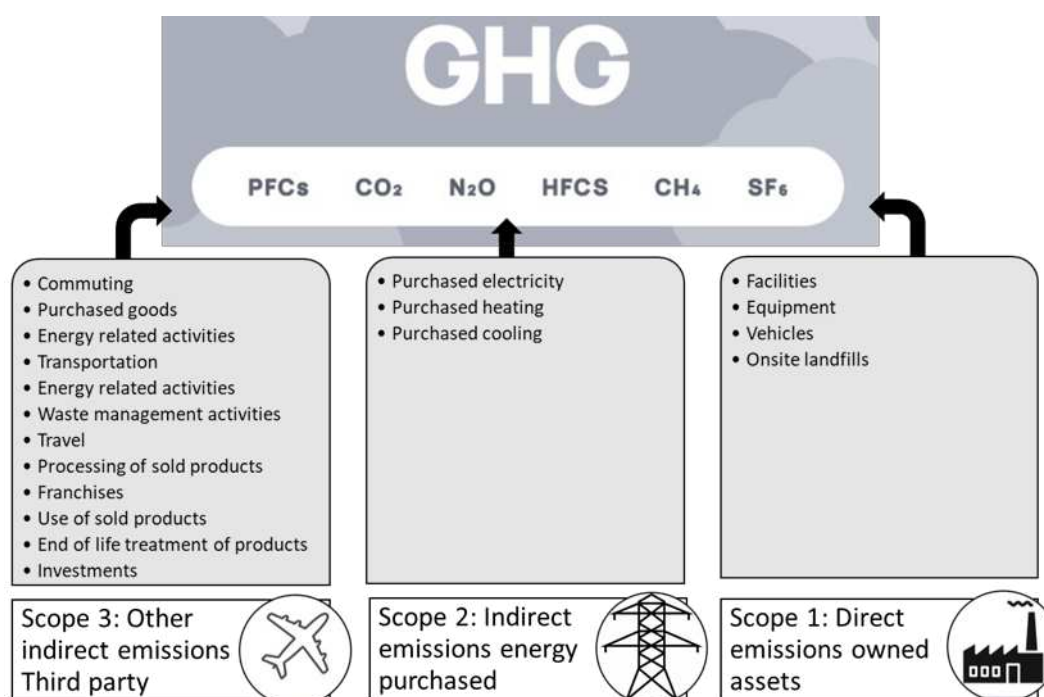 GHG
PFCs CO₂ N₂O HFCS CH₄ SF₆
• Commuting
• Purchased goods
• Energy related activities
• Transportation
• Energy related activities
• Waste management activities
• Travel
• Processing of sold products
• Franchises
• Use of sold products
• End of life treatment of products
• Investments
Scope 3: Other
indirect emissions
Third party
• Purchased electricity
• Purchased heating
• Purchased cooling
Scope 2: Indirect
emissions energy
purchased
• Facilities
• Equipment
• Vehicles
• Onsite landfills
Scope 1: Direct
emissions owned
assets